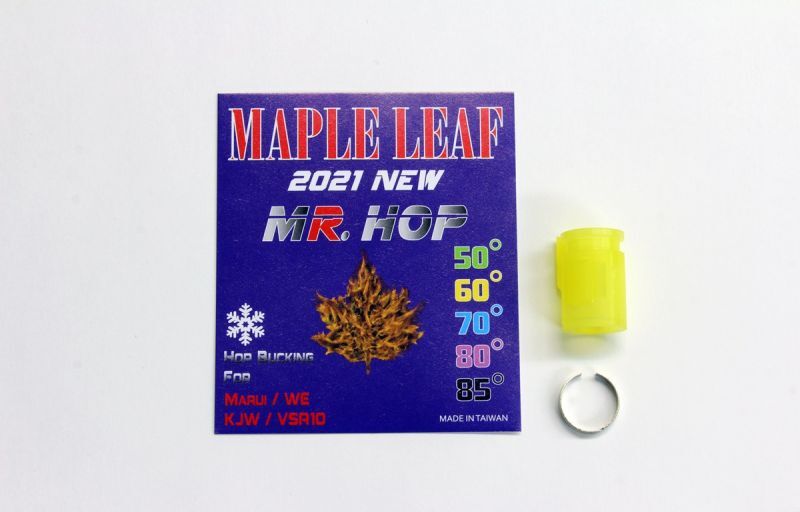 MAPLE LEAF
2021 NEW
MR. HOP
50°
60°
70°
80°
85°
Hop Bucking
For
Marui / WE
KJW / VSR10
MADE IN TAIWAN